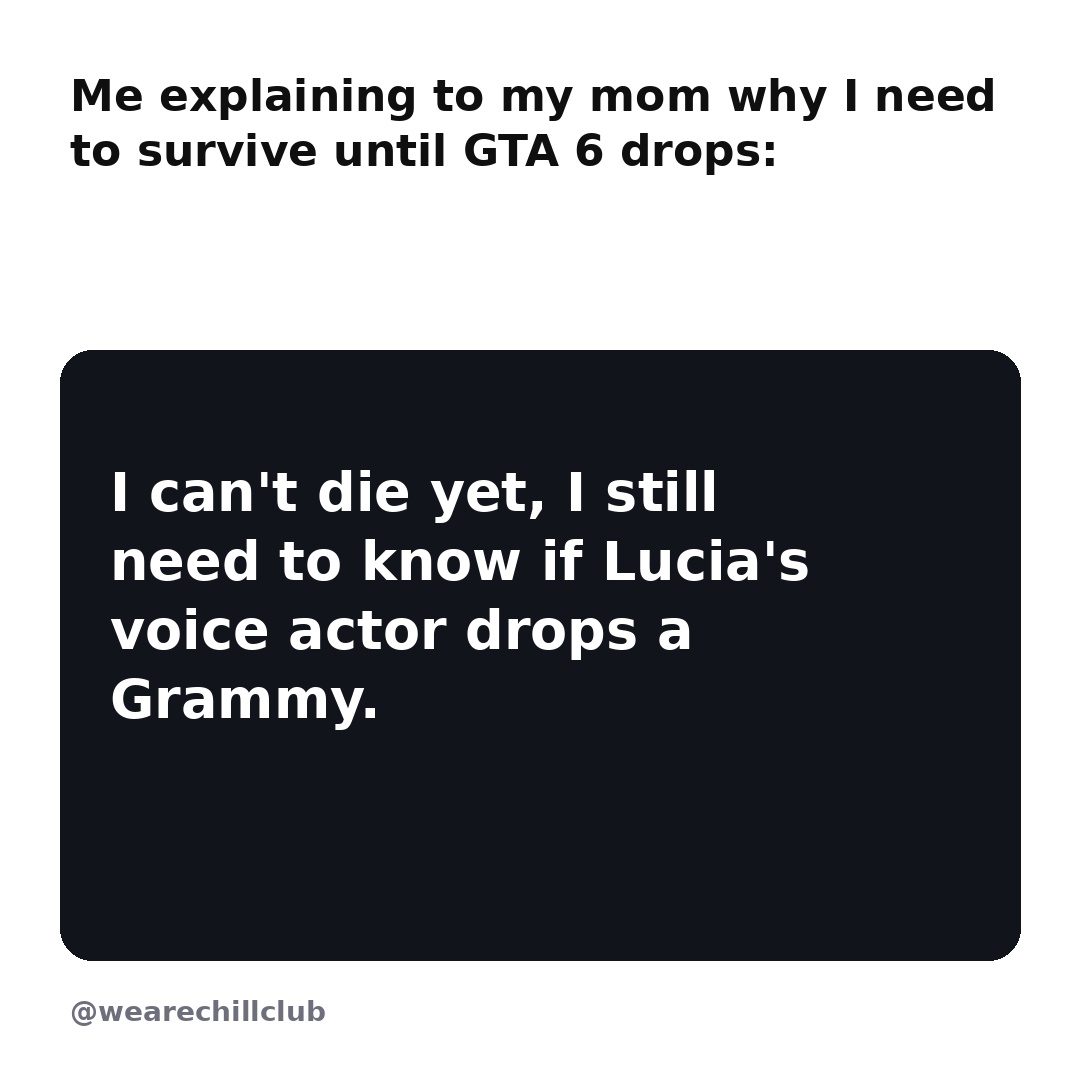 Me explaining to my mom why I need
to survive until GTA 6 drops:
I can't die yet, I still
need to know if Lucia's
voice actor drops a
Grammy.
@wearechillclub